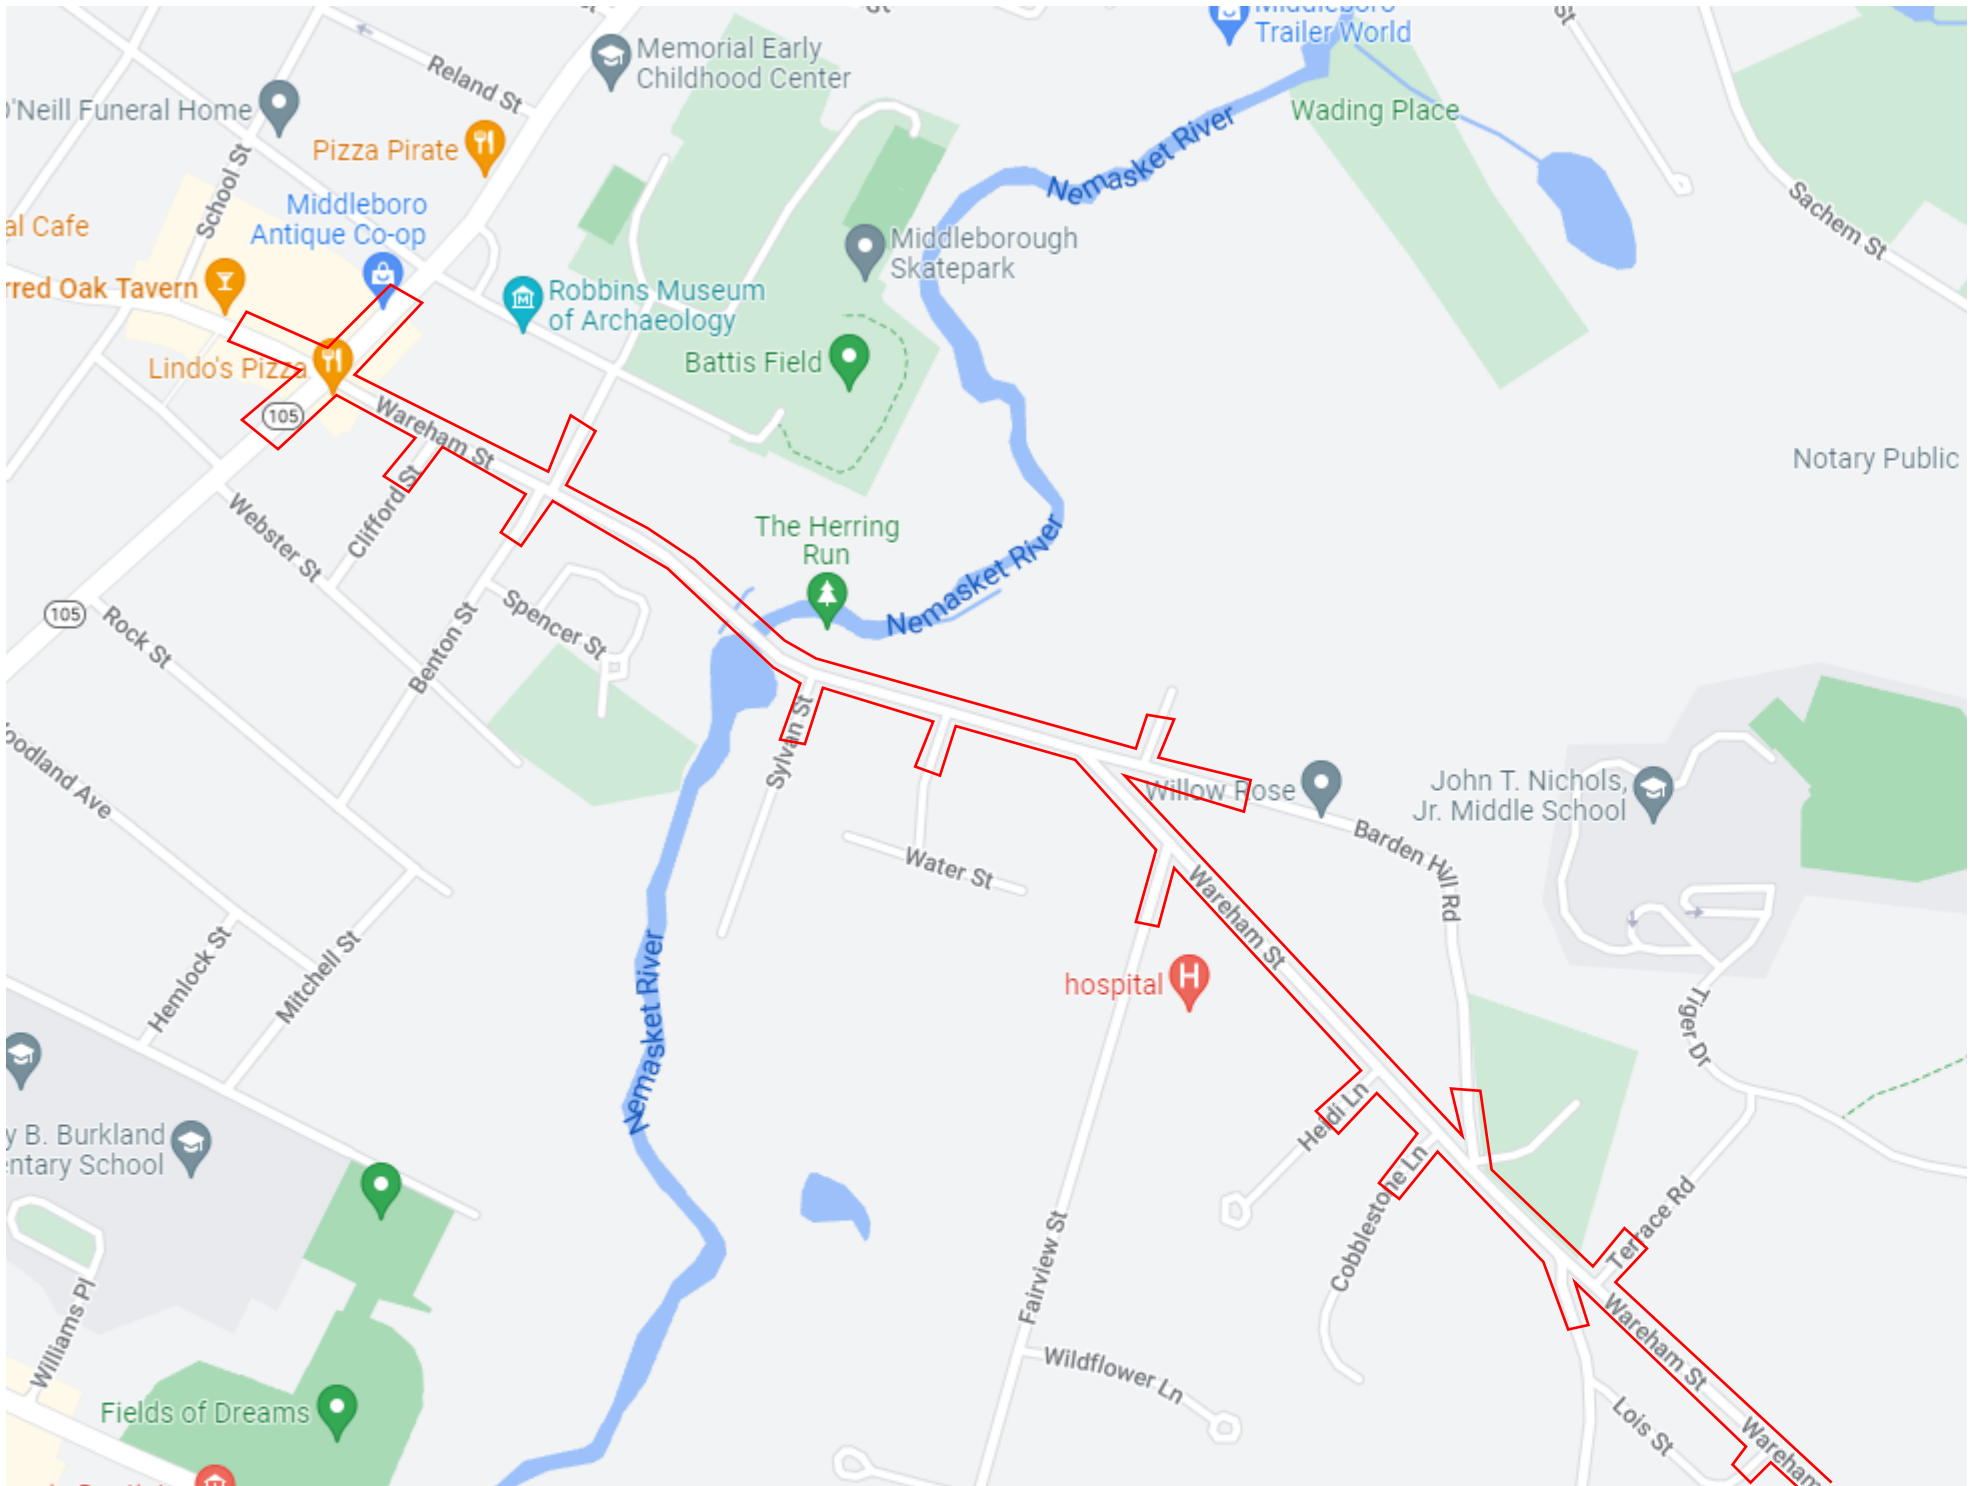 Middleboro
Trailer World
Memorial Early
Childhood Center
Reland St
O'Neill Funeral Home
Wading Place
Pizza Pirate
Nemasket River
School St
Middleboro
Antique Co-op
al Cafe
Sachem St
Middleborough
Skatepark
rred Oak Tavern
Robbins Museum
of Archaeology
Battis Field
Lindo's Pizza
105
Wareham St
Notary Public
Clifford St
Webster St
The Herring
Run
Nemasket River
105
Rock St
Spencer St
Benton St
Sylvan St
oodland Ave
Willow Rose
John T. Nichols,
Jr. Middle School
Barden Hill Rd
Water St
Wareham St
Hemlock St
Mitchell St
Nemasket River
hospital
H
Tiger Dr
Heidi Ln
y B. Burkland
entary School
Cobblestone Ln
Terrace Rd
Fairview St
Williams Pl
Wareham St
Wildflower Ln
Fields of Dreams
Lois St
Wareham